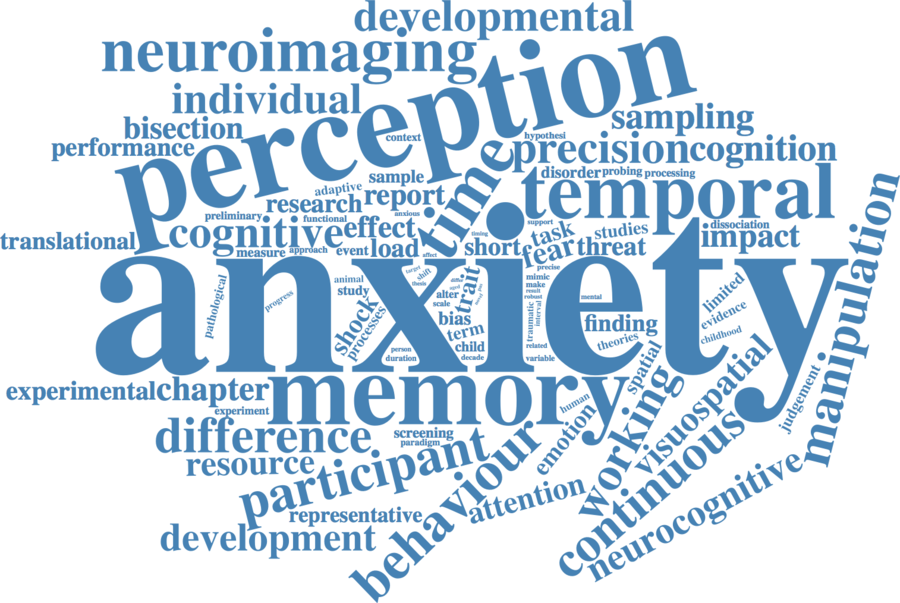 developmental
neuroimaging
perception
individual
sampling
bisection
performance
context
hypothesi
time
precision
cognition
disorder
probing
processing
sample
adaptive
research
report
temporal
preliminary
functional
anxious
support
dissociation
translational
cognitive
effect
timing
task
studies
impact
measure
approach
event
load
affect
short
fear
threat
precise
manipulation
anxiety
pathological
progress
animal
study
shock
processes
target
shift
thesis
trait
alter
scale
bias
term
child
decade
person
duration
mimic
make
result
robust
traumatic
interval
related
variable
mental
finding
theories
limited
evidence
childhood
experimental
chapter
memory
human
spatial
judgement
experiment
difference
screening
paradigm
participant
behaviour
emotion
working
visuospatial
continuous
resource
representative
attention
neurocognitive
development